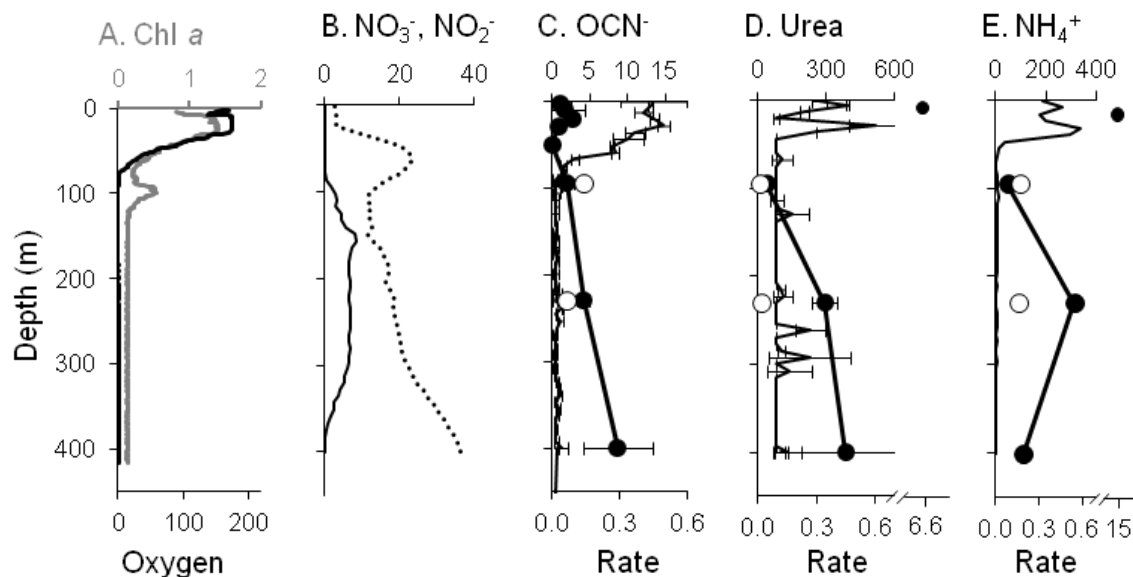 A. Chl a
B. NO₃⁻, NO₂⁻
C. OCN⁻
D. Urea
E. NH₄⁺
0 1 2
0 20 40
0 5 10 15
0 300 600
0 200 400
Depth (m)
0
100
200
300
400
0 100 200
0.0 0.3 0.6
0.0 0.3 0.6 6.6
0.0 0.3 0.6 15
Oxygen
Rate
Rate
Rate